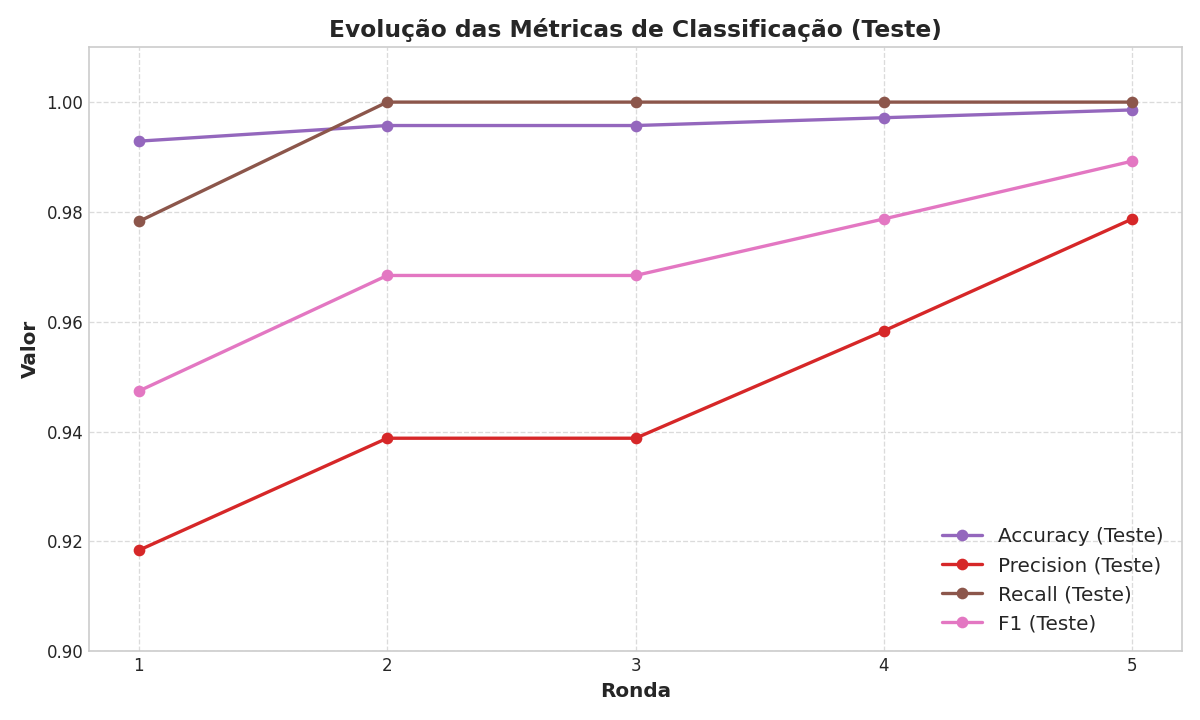 Evolução das Métricas de Classificação (Teste)
Valor
1.00
0.98
0.96
0.94
0.92
0.90
1 2 3 4 5
Ronda
Accuracy (Teste)
Precision (Teste)
Recall (Teste)
F1 (Teste)